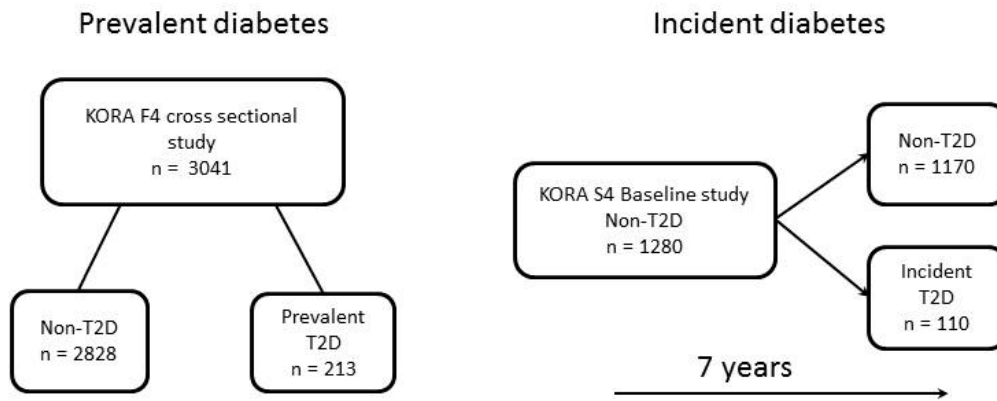 Prevalent diabetes
KORA F4 cross sectional
study
n = 3041
Non-T2D
n = 2828
Prevalent
T2D
n = 213
Incident diabetes
KORA S4 Baseline study
Non-T2D
n = 1280
Non-T2D
n = 1170
Incident
T2D
n = 110
7 years